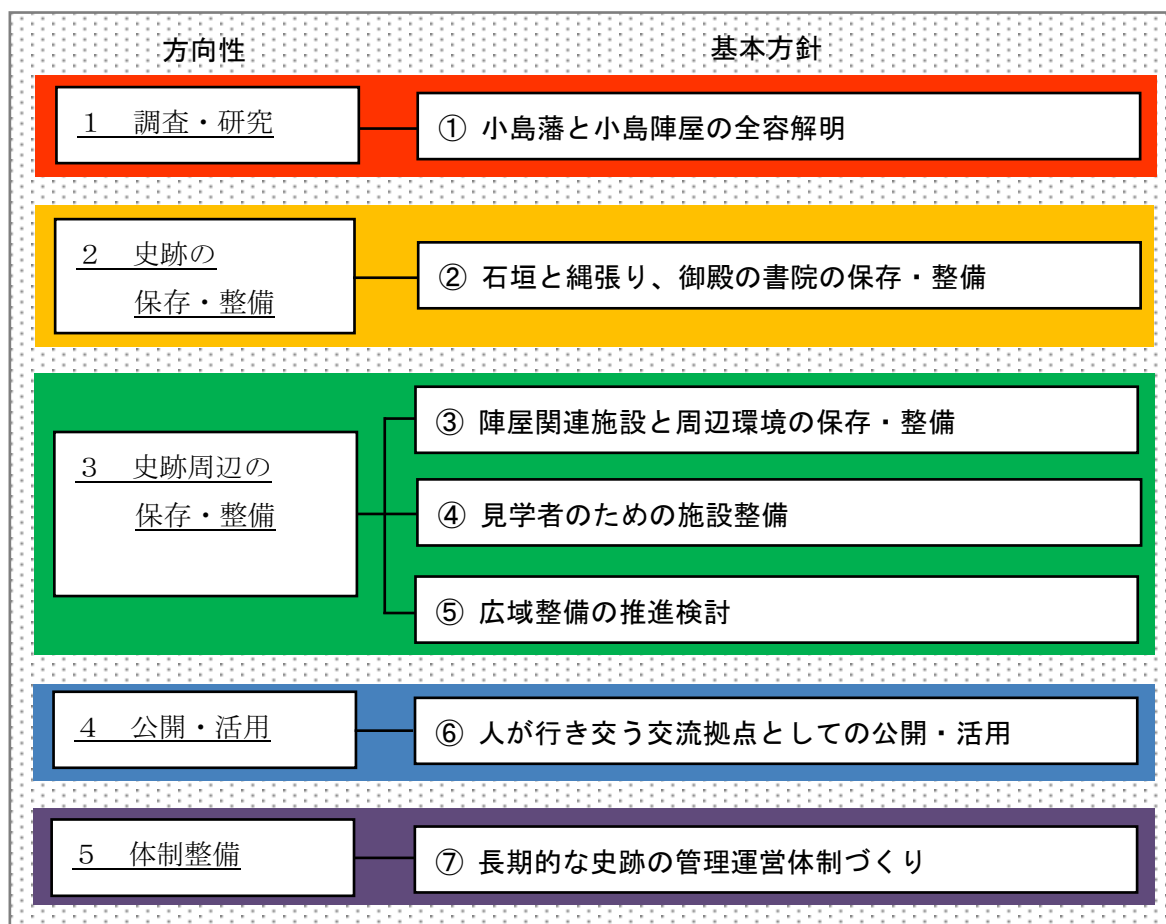 方向性
基本方針
１　調査・研究
① 小島藩と小島陣屋の全容解明
２　史跡の
保存・整備
② 石垣と縄張り、御殿の書院の保存・整備
３　史跡周辺の
保存・整備
③ 陣屋関連施設と周辺環境の保存・整備
④ 見学者のための施設整備
⑤ 広域整備の推進検討
４　公開・活用
⑥ 人が行き交う交流拠点としての公開・活用
５　体制整備
⑦ 長期的な史跡の管理運営体制づくり